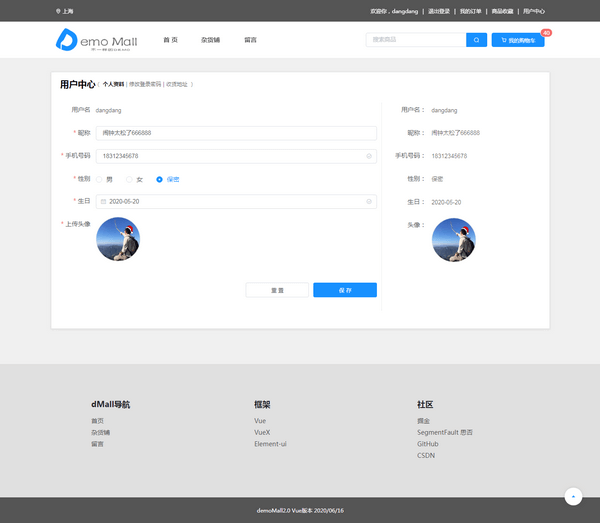 上海
欢迎你，dangdang | 退出登录 | 我的订单 | 商品收藏 | 用户中心
Demo Mall
首 页 杂货铺 留言
搜索商品
我的购物车 40
用户中心（ 个人资料 | 修改登录密码 | 收货地址 ）
用户名 dangdang
* 昵称 闹钟太松了666888
* 手机号码 18312345678
* 性别 男 女 保密
* 生日 2020-05-20
* 上传头像
重 置 保 存
用户名： dangdang
昵称： 闹钟太松了666888
手机号码： 18312345678
性别： 保密
生日： 2020-05-20
头像：
dMall导航
首页
杂货铺
留言
框架
Vue
VueX
Element-ui
社区
掘金
SegmentFault 思否
GitHub
CSDN
demoMall2.0 Vue版本 2020/06/16